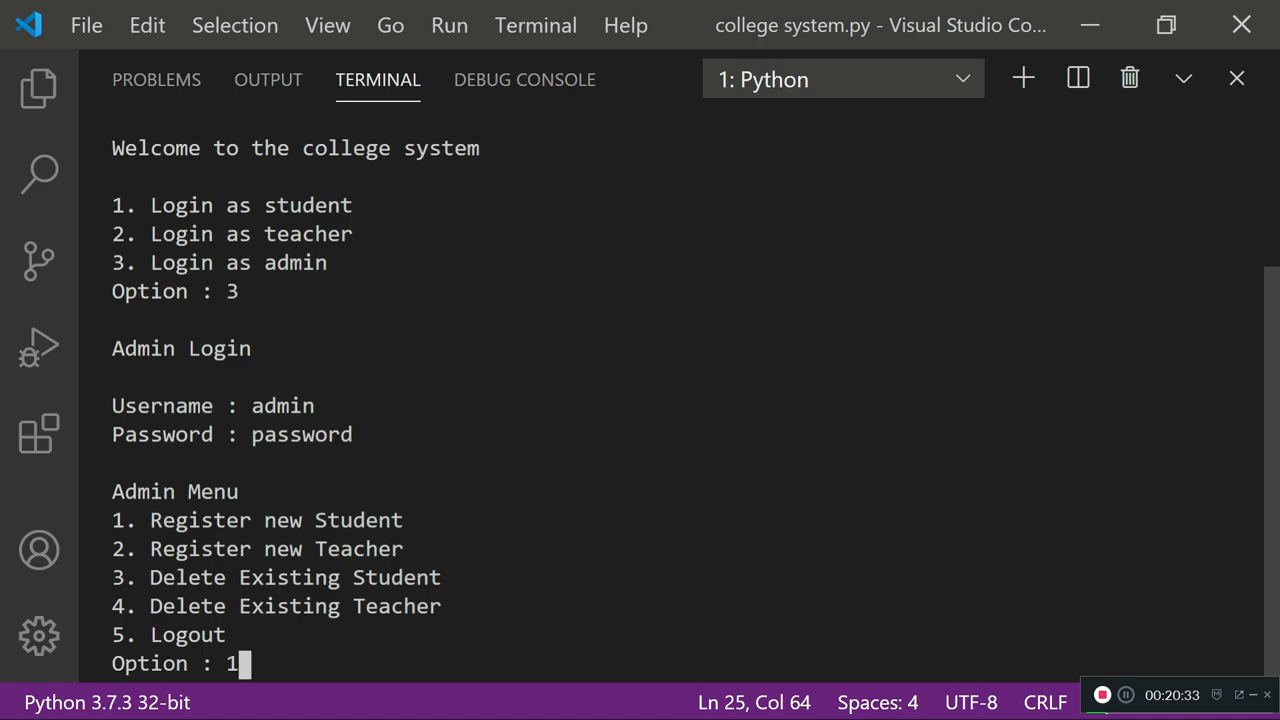 File Edit Selection View Go Run Terminal Help college system.py - Visual Studio Co...
PROBLEMS OUTPUT TERMINAL DEBUG CONSOLE 1: Python
Welcome to the college system
1. Login as student
2. Login as teacher
3. Login as admin
Option : 3
Admin Login
Username : admin
Password : password
Admin Menu
1. Register new Student
2. Register new Teacher
3. Delete Existing Student
4. Delete Existing Teacher
5. Logout
Option : 1
Python 3.7.3 32-bit Ln 25, Col 64 Spaces: 4 UTF-8 CRLF 00:20:33